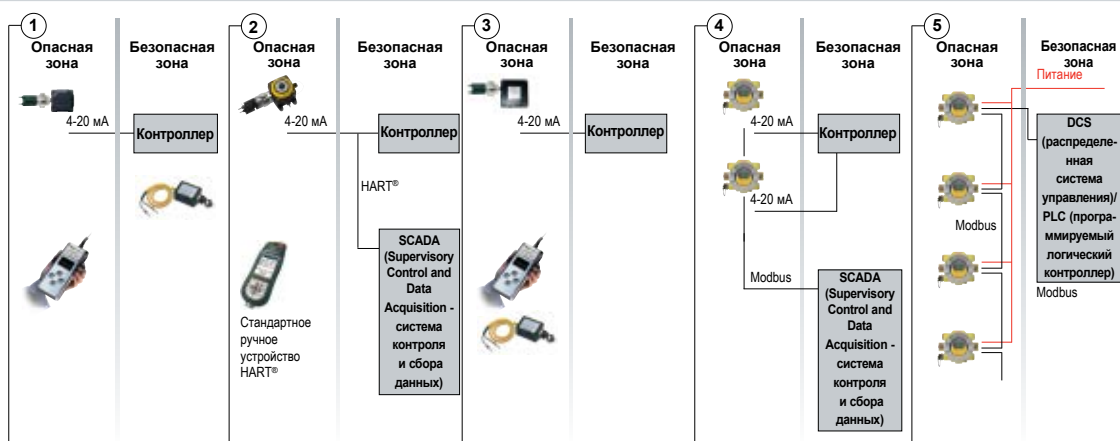 1
Опасная
зона
Безопасная
зона
4-20 мА
Контроллер
2
Опасная
зона
Безопасная
зона
4-20 мА
Контроллер
HART®
SCADA
(Supervisory
Control and
Data
Acquisition -
система
контроля
и сбора
данных)
Стандартное
ручное
устройство
HART®
3
Опасная
зона
Безопасная
зона
4-20 мА
Контроллер
4
Опасная
зона
Безопасная
зона
4-20 мА
Контроллер
4-20 мА
Modbus
SCADA
(Supervisory
Control and
Data
Acquisition -
система
контроля
и сбора
данных)
5
Опасная
зона
Безопасная
зона
Питание
DCS
(распределе-
нная
система
управления)/
PLC (програ-
ммируемый
логический
контроллер)
Modbus
Modbus